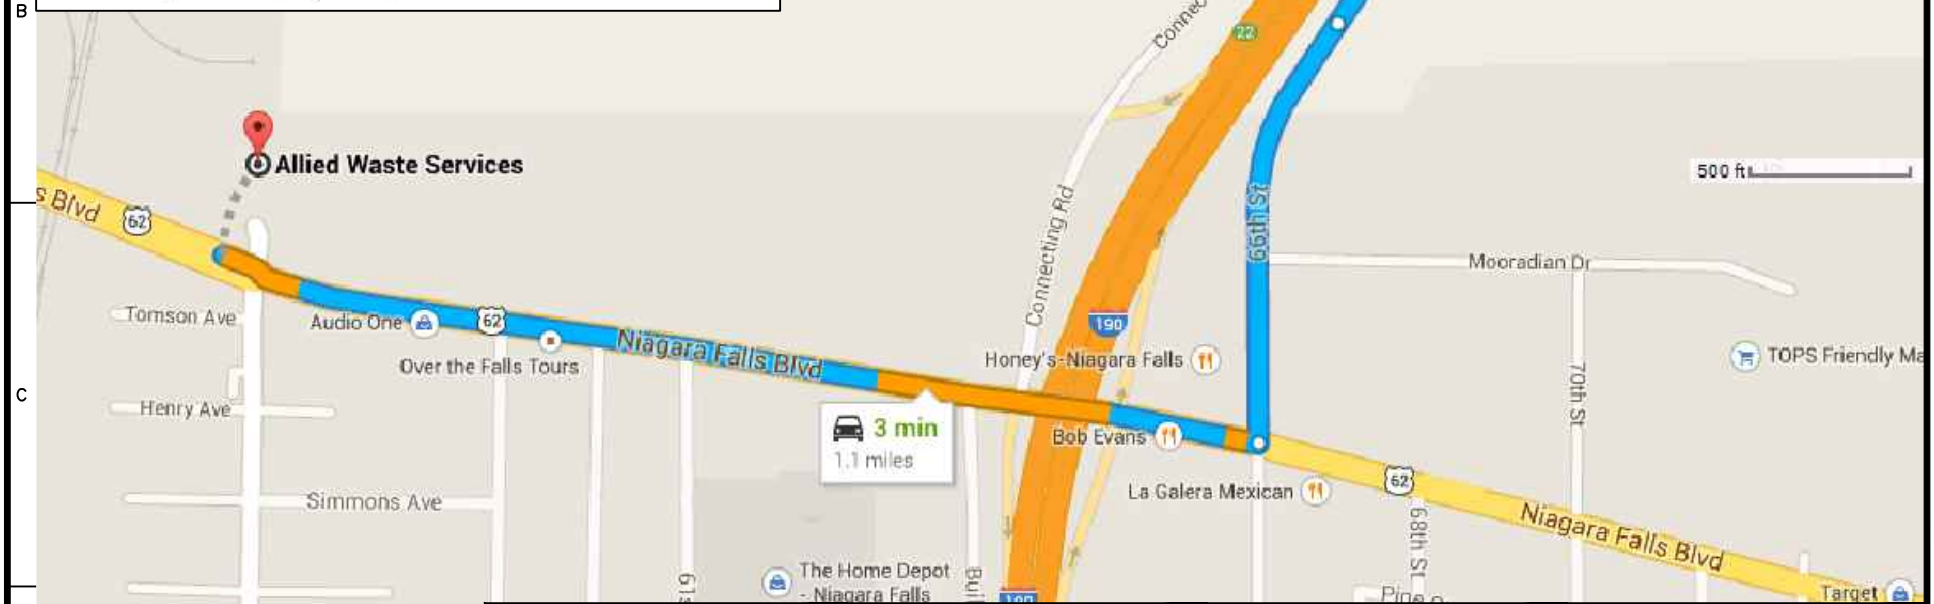 B
22
Allied Waste Services
500 ft
s Blvd
62
Connecting Rd
66th St
Mooradian Dr
Tomson Ave
Audio One
62
190
Over the Falls Tours
Niagara Falls Blvd
Honey's-Niagara Falls
TOPS Friendly Ma
70th St
C
Henry Ave
3 min
1.1 miles
Bob Evans
La Galera Mexican
62
Simmons Ave
68th St
Niagara Falls Blvd
The Home Depot
- Niagara Falls
61s
Buil
190
Target